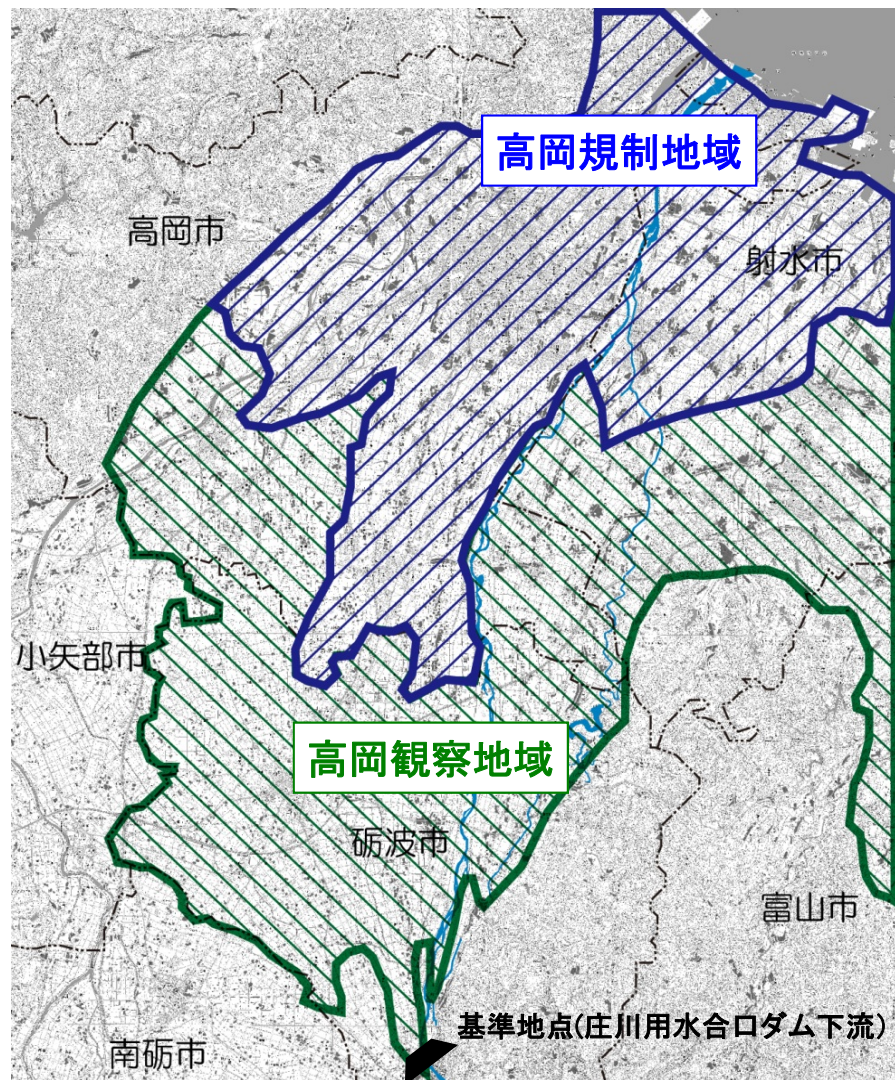 高岡規制地域
高岡市
射水市
小矢部市
高岡観察地域
砺波市
富山市
基準地点(庄川用水合口ダム下流)
南砺市